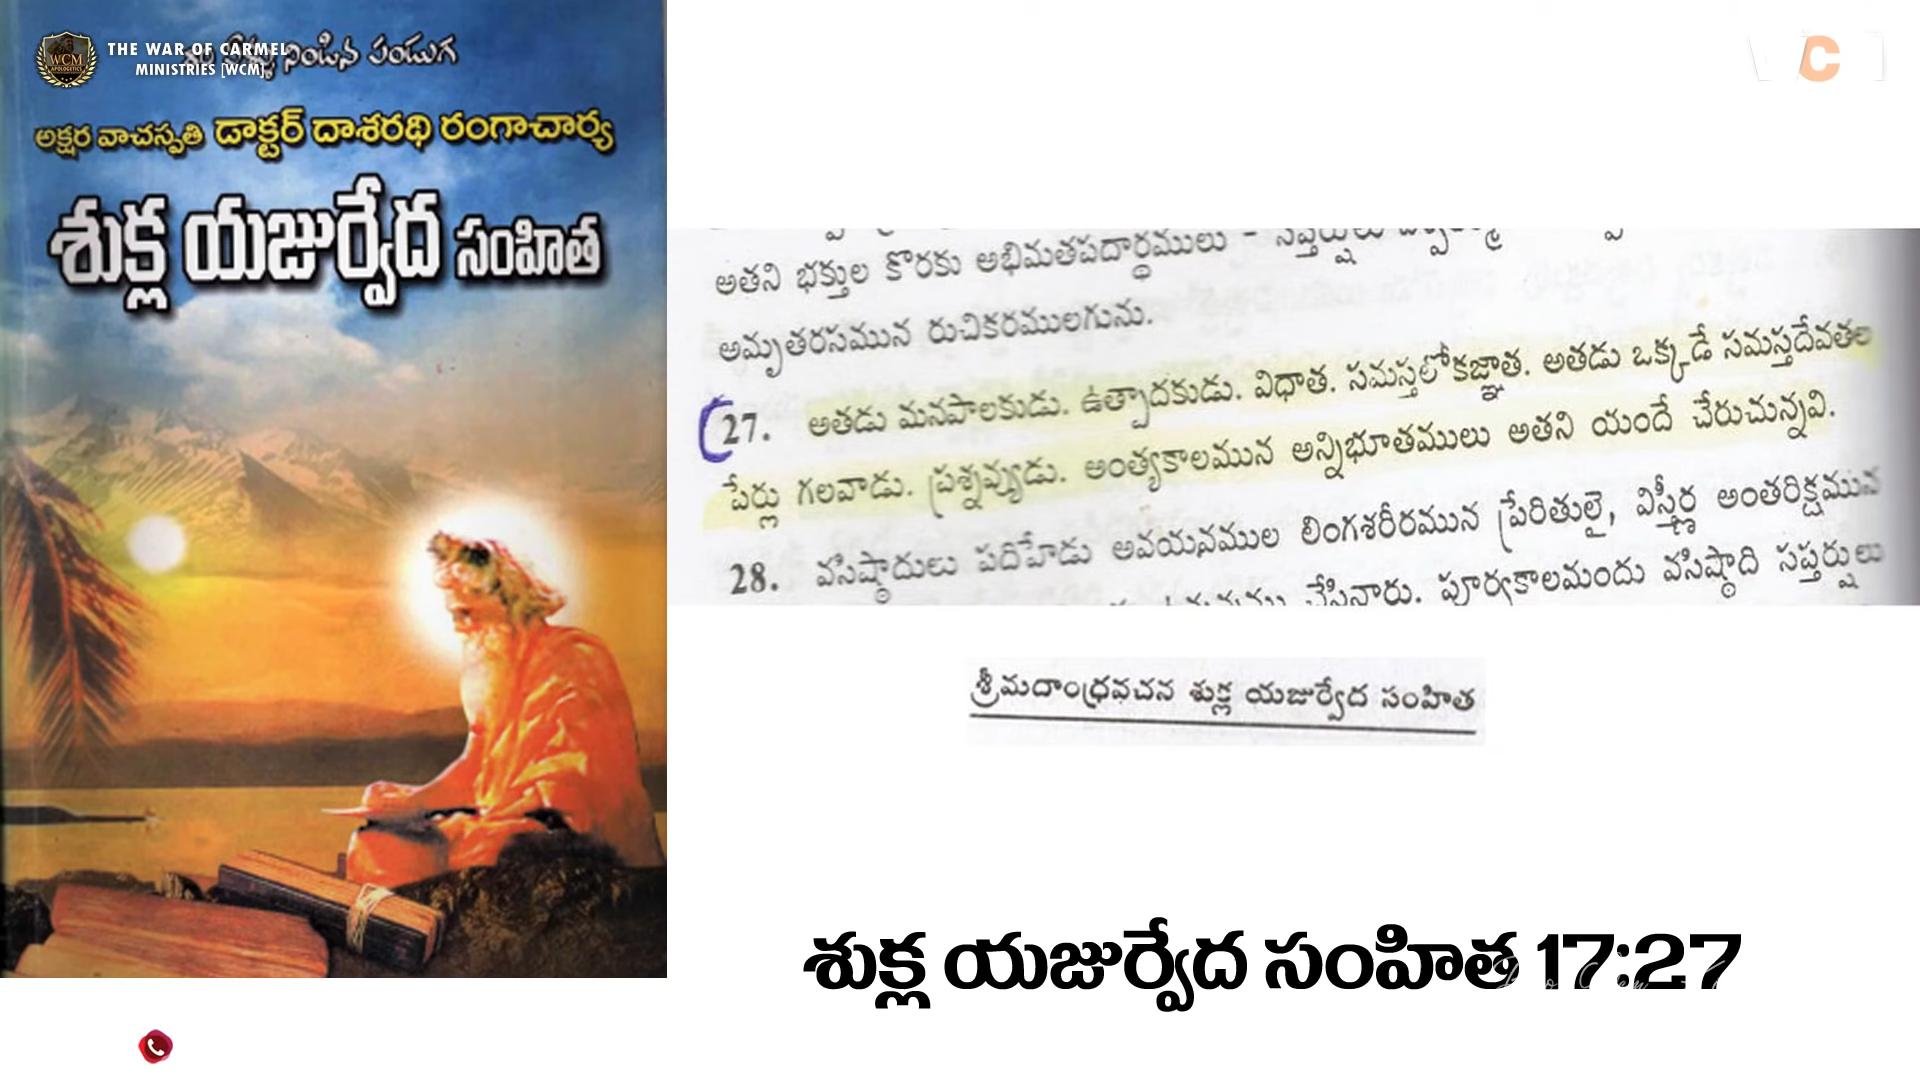 THE WAR OF CARMEL
MINISTRIES [WCM]
నిండిన పండుగ
అక్షర వాచస్పతి డాక్టర్ దాశరథి రంగాచార్య
శుక్ల యజుర్వేద సంహిత
అతని భక్తుల కొరకు అభిమతపదార్థములు - సప్తర్షులు
అమృతరసమున రుచికరములగును.
27. అతడు మనపాలకుడు. ఉత్పాదకుడు. విధాత. సమస్తలోకజ్ఞాత. అతడు ఒక్కడే సమస్తదేవతల
పేర్లు గలవాడు. ప్రశ్నవ్యుడు. అంత్యకాలమున అన్నిభూతములు అతని యందే చేరుచున్నవి.
28. వసిష్ఠాదులు పదిహేడు అవయవముల లింగశరీరమున ప్రేరితులై, విస్తీర్ణ అంతరిక్షమున
చేసినారు. పూర్వకాలమందు వసిష్ఠాది సప్తర్షులు
శ్రీమదాంధ్రవచన శుక్ల యజుర్వేద సంహిత
శుక్ల యజుర్వేద సంహిత 17:27